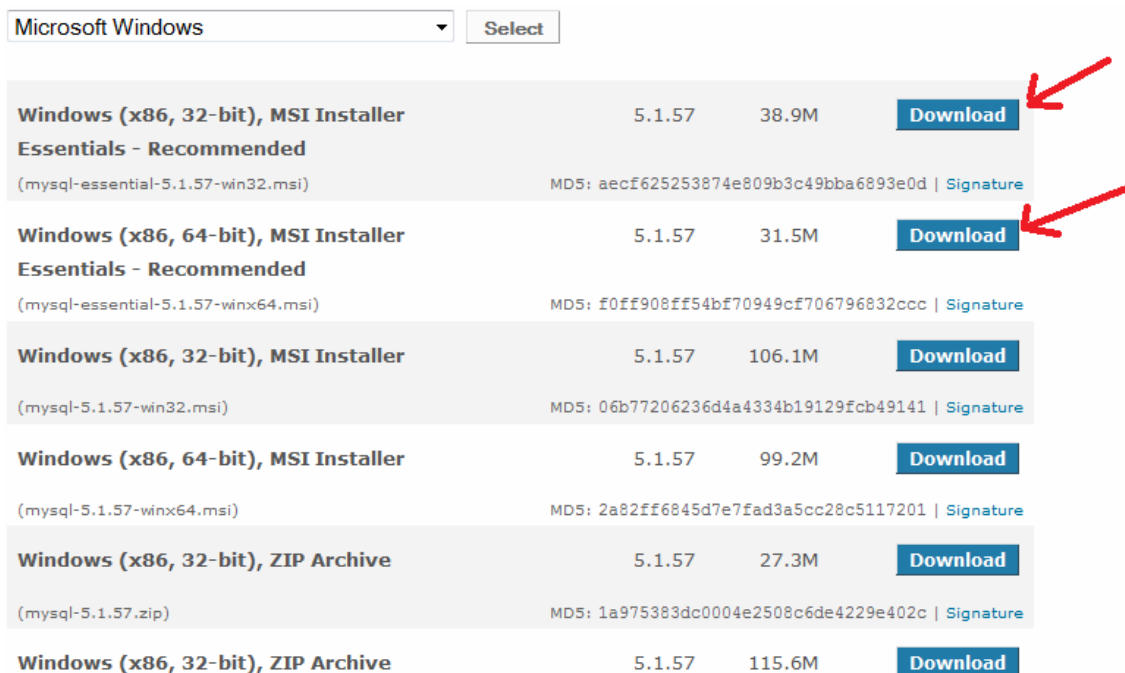 Microsoft Windows Select
Windows (x86, 32-bit), MSI Installer 5.1.57 38.9M Download
Essentials - Recommended
(mysql-essential-5.1.57-win32.msi) MD5: aecf625253874e809b3c49bba6893e0d | Signature
Windows (x86, 64-bit), MSI Installer 5.1.57 31.5M Download
Essentials - Recommended
(mysql-essential-5.1.57-winx64.msi) MD5: f0ff908ff54bf70949cf706796832ccc | Signature
Windows (x86, 32-bit), MSI Installer 5.1.57 106.1M Download
(mysql-5.1.57-win32.msi) MD5: 06b77206236d4a4334b19129fcb49141 | Signature
Windows (x86, 64-bit), MSI Installer 5.1.57 99.2M Download
(mysql-5.1.57-winx64.msi) MD5: 2a82ff6845d7e7fad3a5cc28c5117201 | Signature
Windows (x86, 32-bit), ZIP Archive 5.1.57 27.3M Download
(mysql-5.1.57.zip) MD5: 1a975383dc0004e2508c6de4229e402c | Signature
Windows (x86, 32-bit), ZIP Archive 5.1.57 115.6M Download